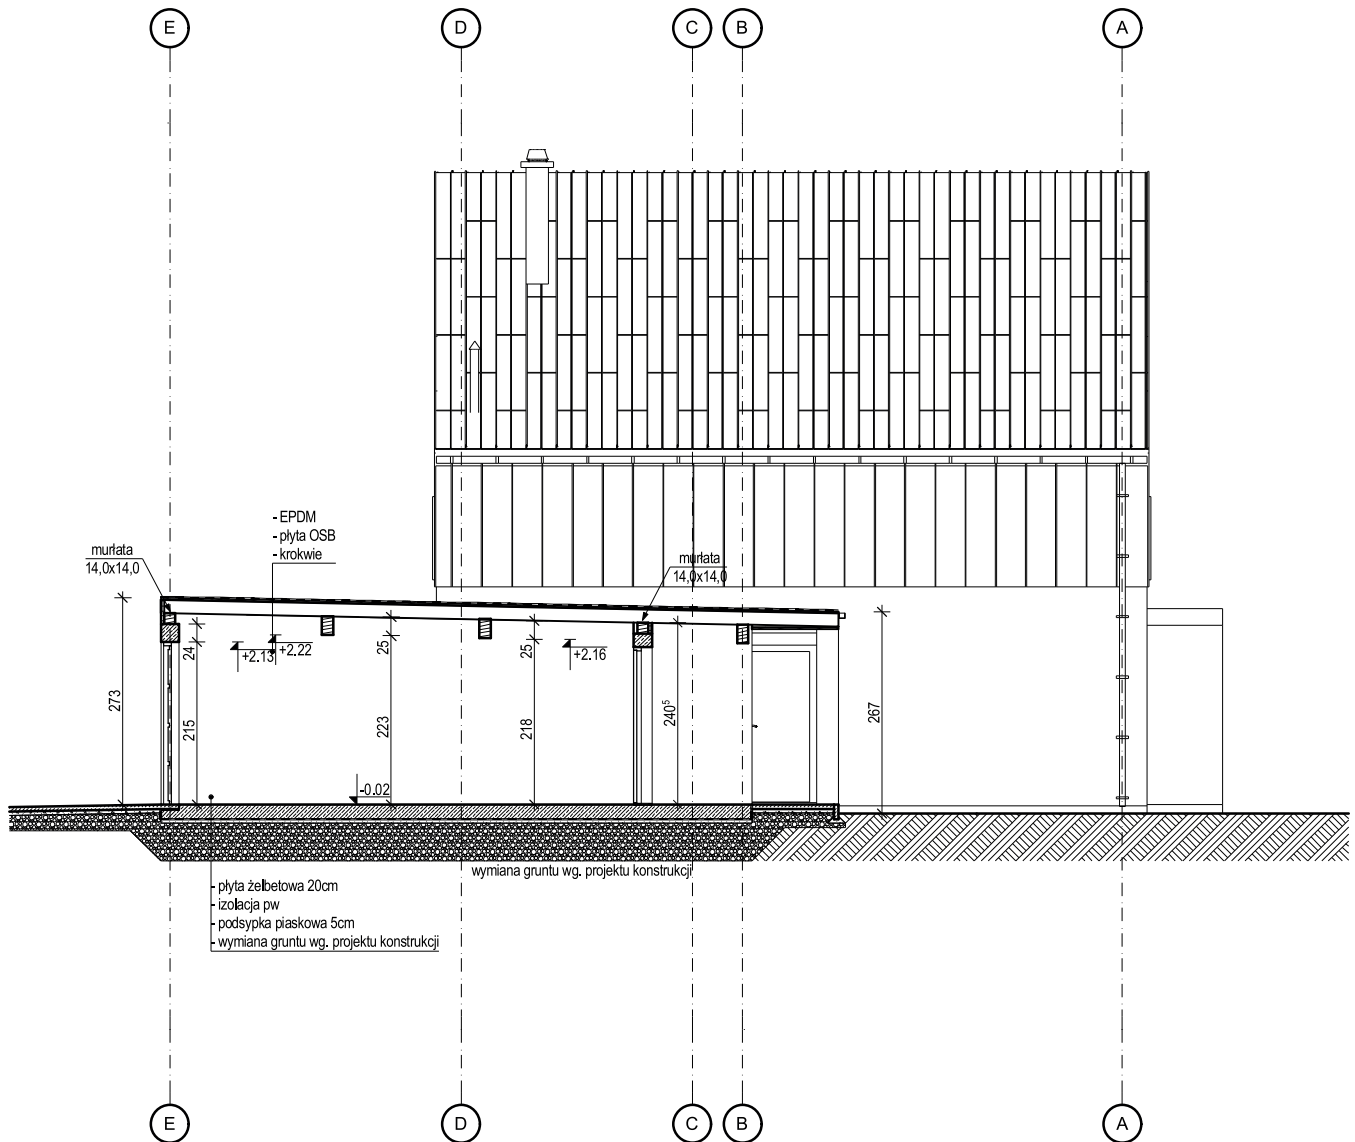 E D C B A
- EPDM
- płyta OSB
- krokwie
murłata
14,0x14,0
murłata
14,0x14,0
273
24
215
+2.13
+2.22
25
223
25
218
+2.16
240⁵
267
-0.02
wymiana gruntu wg. projektu konstrukcji
- płyta żelbetowa 20cm
- izolacja pw
- podsypka piaskowa 5cm
- wymiana gruntu wg. projektu konstrukcji
E D C B A